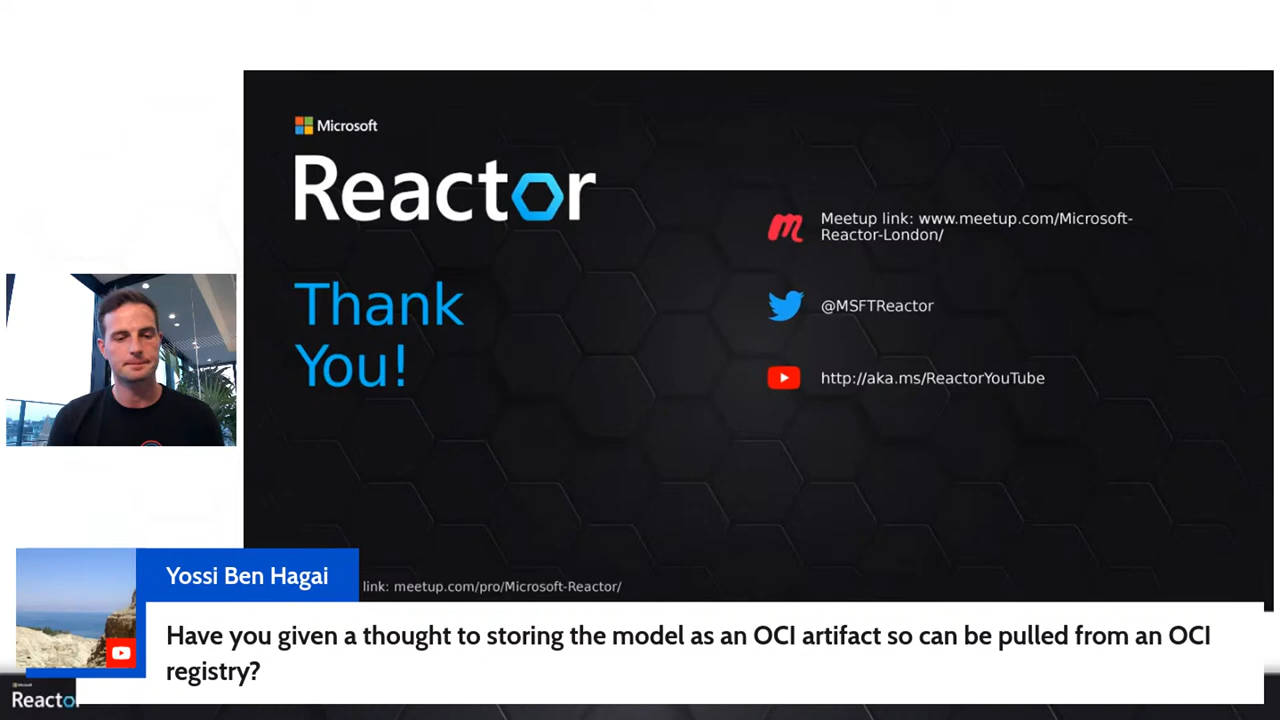 Microsoft
Reactor
Thank
You!
Meetup link: www.meetup.com/Microsoft-
Reactor-London/
@MSFTReactor
http://aka.ms/ReactorYouTube
link: meetup.com/pro/Microsoft-Reactor/
Yossi Ben Hagai
Have you given a thought to storing the model as an OCI artifact so can be pulled from an OCI
registry?
Microsoft
Reactor